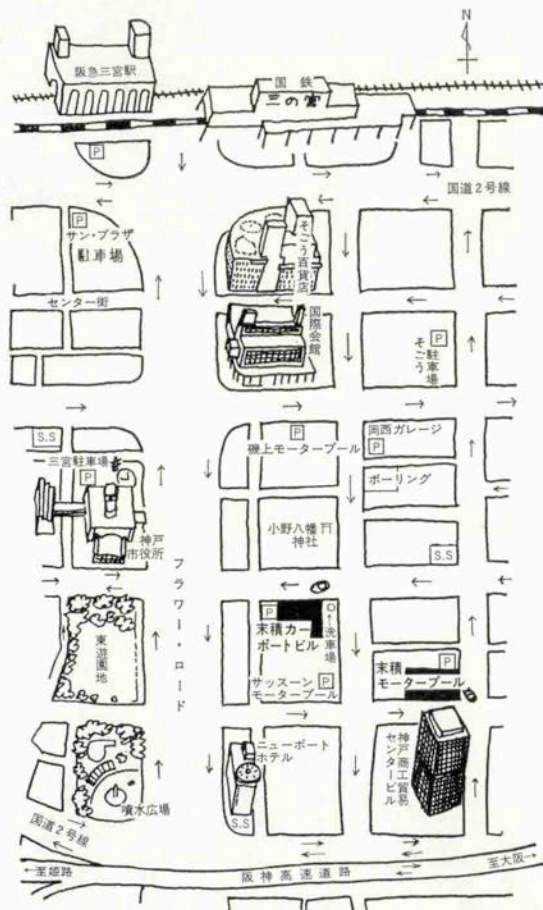 N
阪急三宮駅
国鉄
三の宮
P
国道2号線
P
サン・プラザ
駐車場
そごう百貨店
センター街
国際会館
P
そごう駐車場
S.S
P
磯上モータープール
岡西ガレージ
P
三宮駐車場
P
ボーリング
神戸
市役所
小野八幡
神社
S.S
フラワー・ロード
東遊園地
P
末積カー
ポートビル
←洗車場
サッスーン
モータープール
P
P
末積
モータープール
ニューポート
ホテル
神戸商工貿易
センタービル
噴水広場
S.S
国道2号線
←至姫路
阪神高速道路
至大阪→